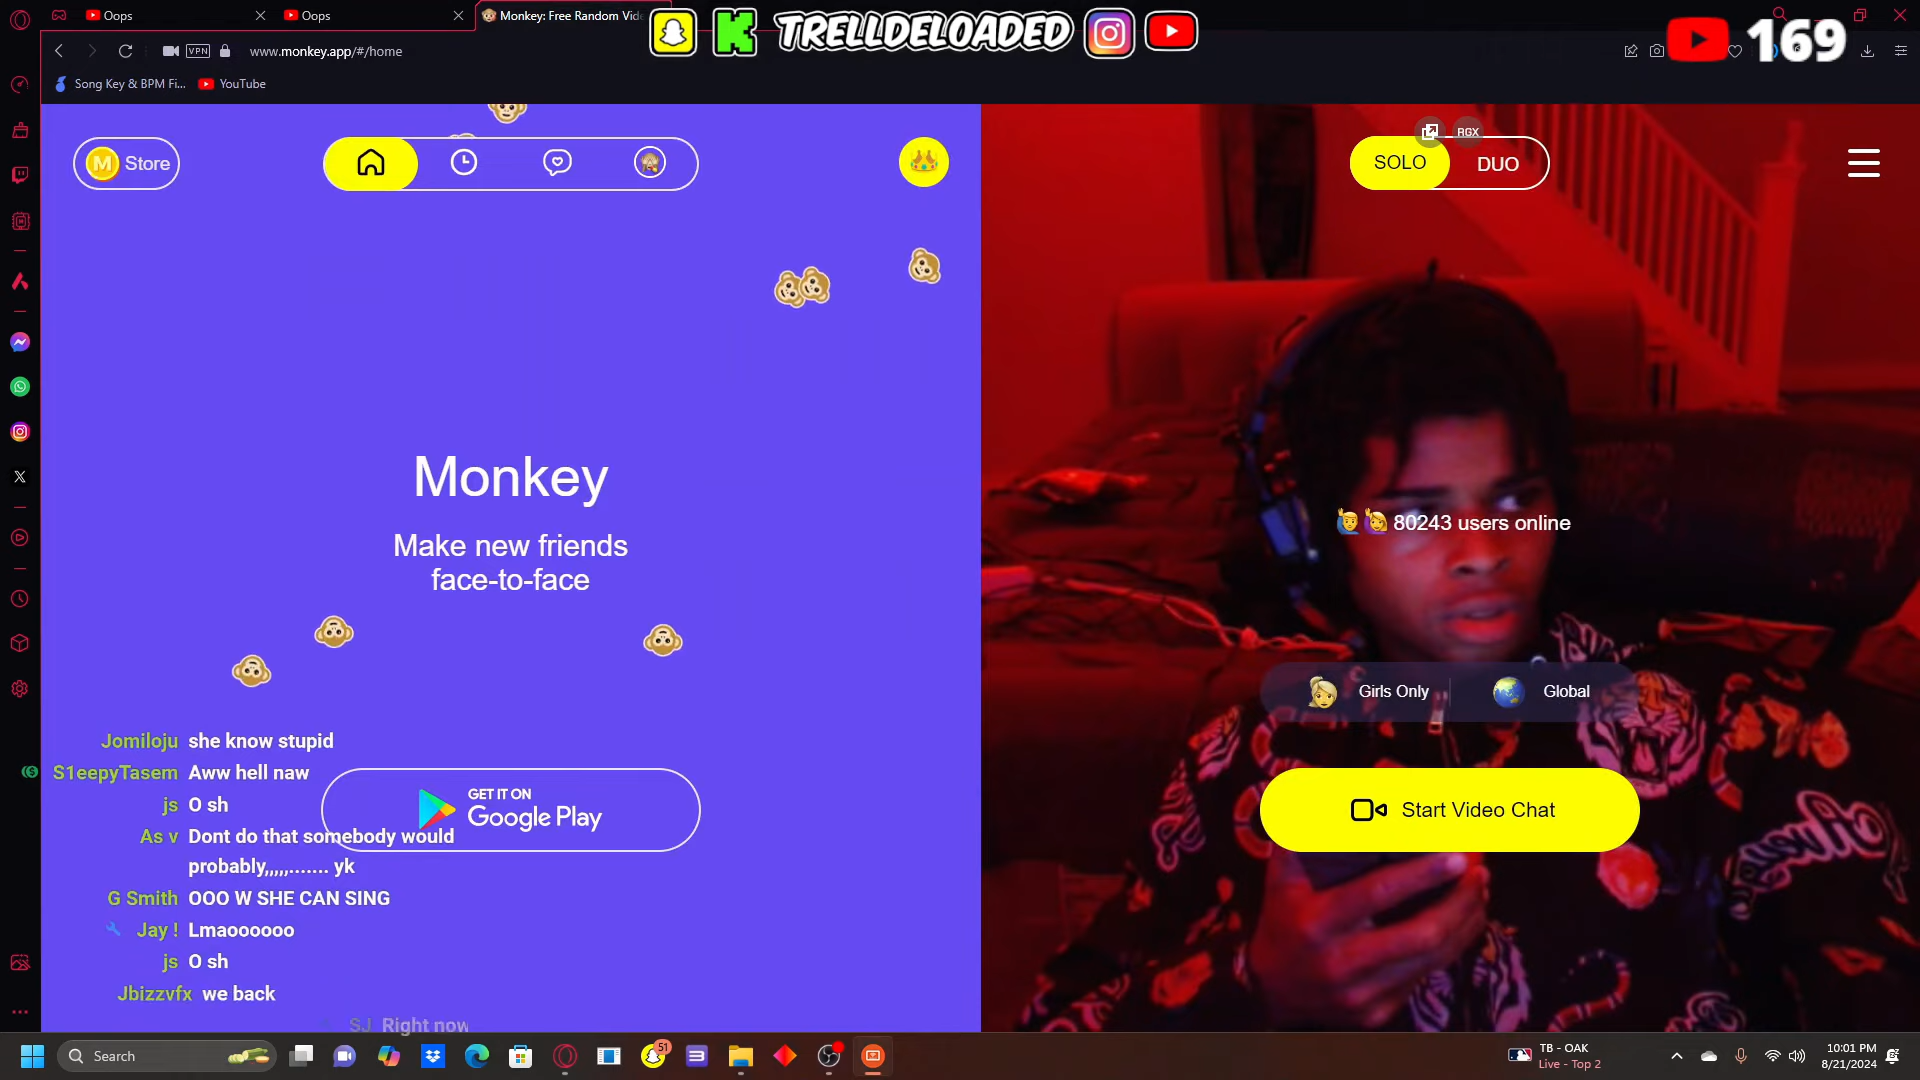 Oops
Oops
Monkey: Free Random Vide
TRELLDELOADED
169
VPN
www.monkey.app/#/home
Song Key & BPM Fi...
YouTube
M Store
SOLO
DUO
RGX
Monkey
Make new friends
face-to-face
80243 users online
Girls Only
Global
Start Video Chat
GET IT ON
Google Play
Jomiloju she know stupid
S1eepyTasem Aww hell naw
js O sh
As v Dont do that somebody would
probably,,,,,....... yk
G Smith OOO W SHE CAN SING
Jay ! Lmaoooooo
js O sh
Jbizzvfx we back
SJ Right now
Search
51
TB - OAK
Live - Top 2
10:01 PM
8/21/2024